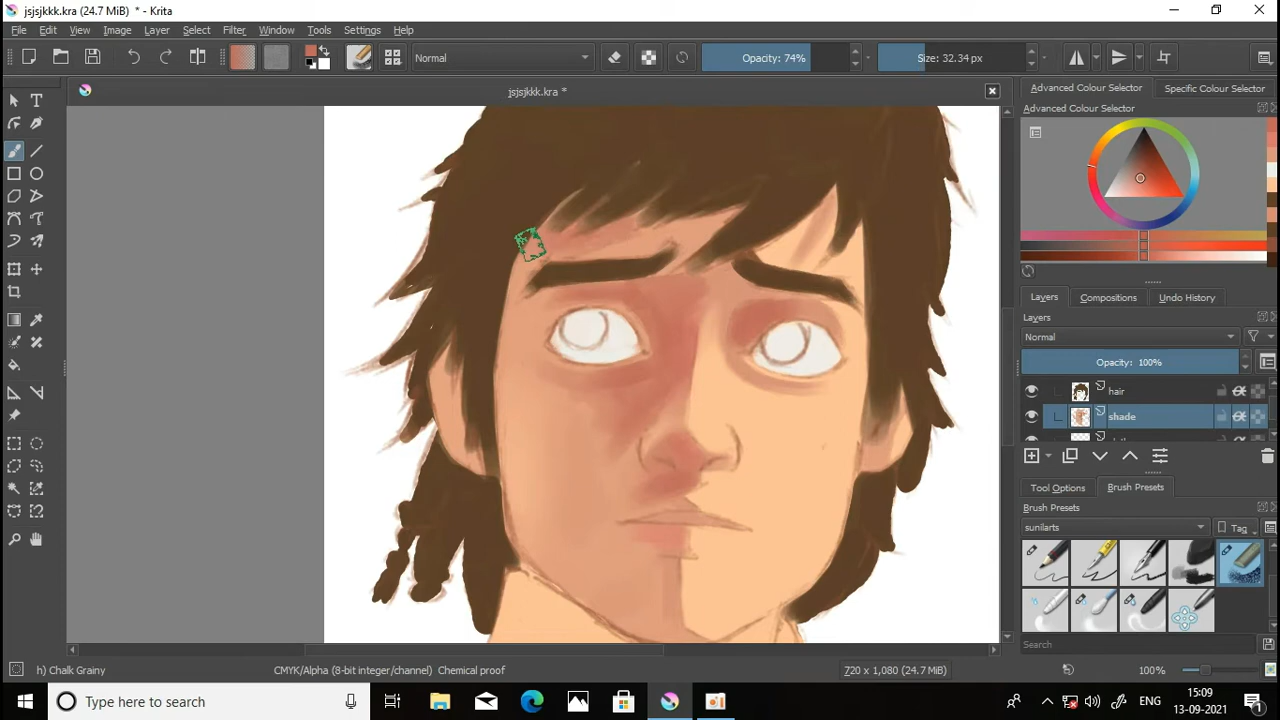 jsjsjkkk.kra (24.7 MiB) * - Krita
File Edit View Image Layer Select Filter Window Tools Settings Help
Normal
Opacity: 74%
Size: 32.34 px
jsjsjkkk.kra *
Advanced Colour Selector
Specific Colour Selector
Advanced Colour Selector
Layers
Compositions
Undo History
Layers
Normal
Opacity: 100%
hair
shade
Tool Options
Brush Presets
Brush Presets
sunilarts
Tag
Search
h) Chalk Grainy
CMYK/Alpha (8-bit integer/channel) Chemical proof
720 x 1,080 (24.7 MiB)
100%
Type here to search
ENG
15:09
13-09-2021
1